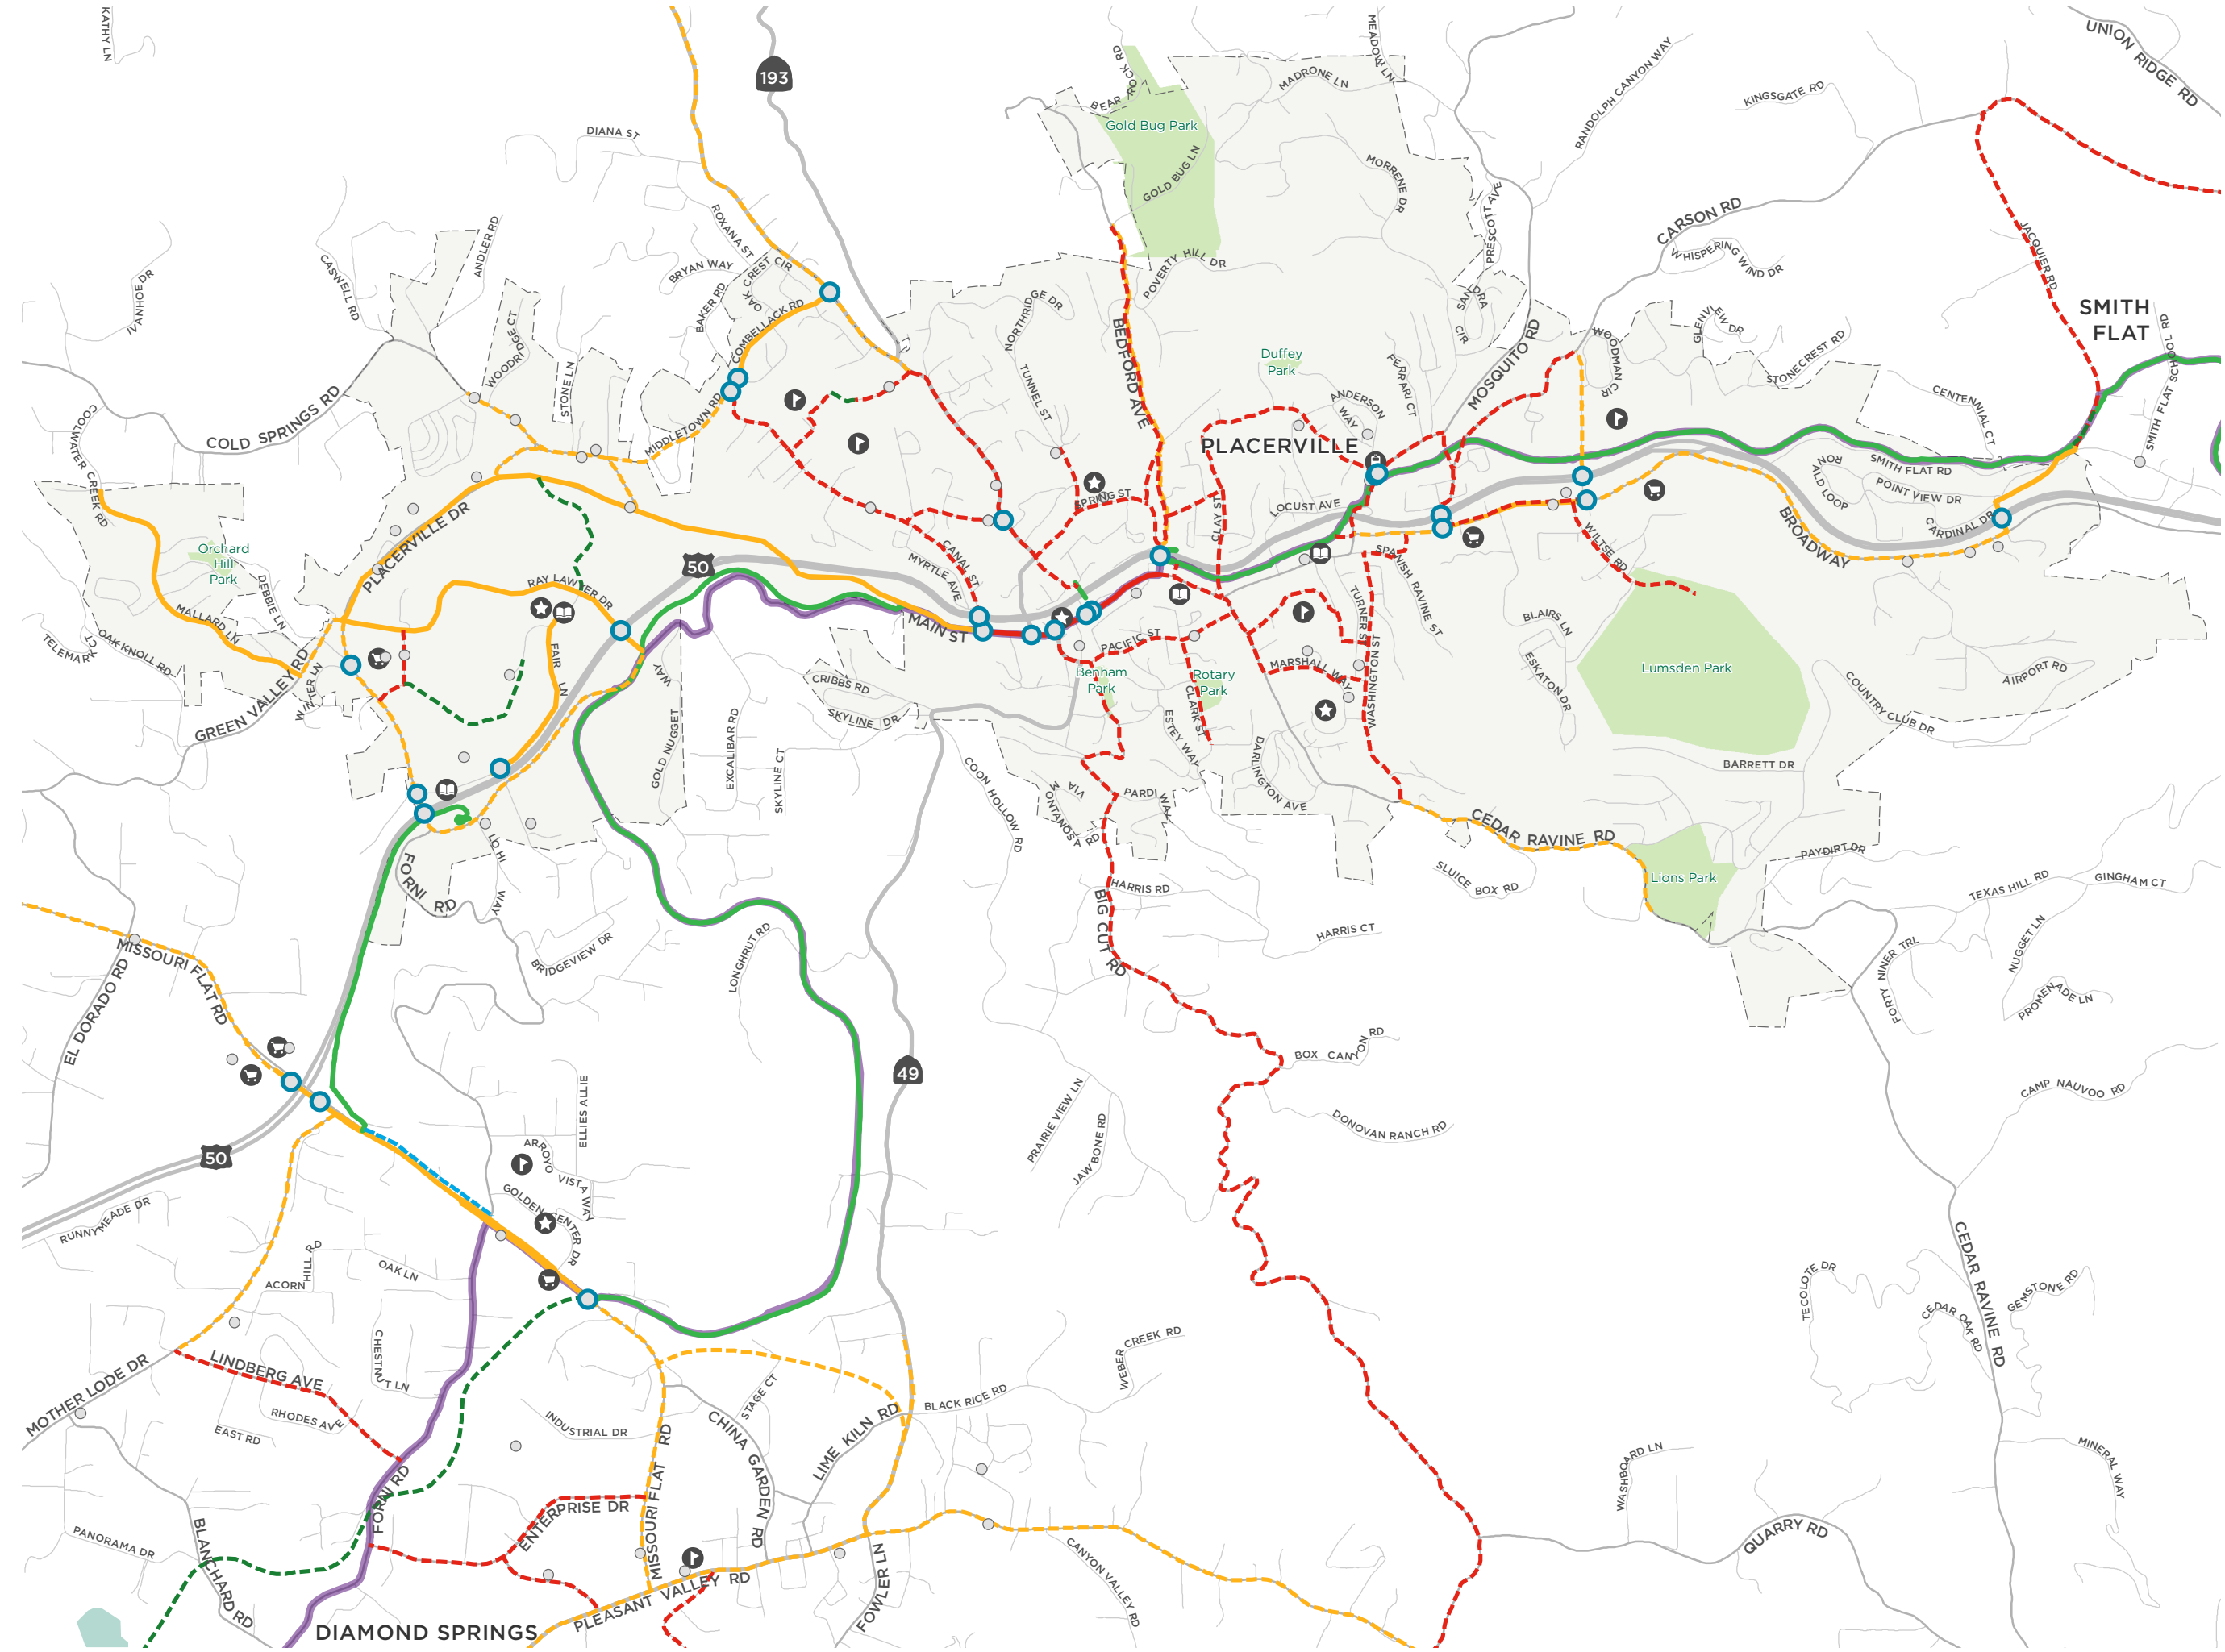 KATHY LN
193
UNION RIDGE RD
MEADOW LN
BEAR ROCK RD
MADRONE LN
RANDOLPH CANYON WAY
KINGSGATE RD
DIANA ST
Gold Bug Park
GOLD BUG LN
MORRENE DR
PRESCOTT AVE
CARSON RD
WHISPERING WIND DR
JACQUIER RD
SMITH
FLAT
SMITH FLAT SCHOOL RD
IVANHOE DR
CASWELL RD
ANDLER RD
ROXANA ST
BRYAN WAY
OAK CREST CIR
BAKER RD
COMBELLACK RD
POVERTY HILL DR
NORTHRIDGE DR
BEDFORD AVE
SANDRA CIR
MOSQUITO RD
WOODMAN CIR
GLENVIEW DR
STONECREST RD
WOODRIDGE CT
STONE LN
TUNNEL ST
Duffey
Park
FERRARI CT
ANDERSON WAY
CENTENNIAL CT
COLD SPRINGS RD
COOLWATER CREEK RD
MIDDLETOWN RD
PLACERVILLE
SPRING ST
CLAY ST
LOCUST AVE
SMITH FLAT RD
RONALD LOOP
POINT VIEW DR
CARDINAL DR
BROADWAY
PLACERVILLE DR
Orchard
Hill
Park
DEBBIE LN
MALLARD LN
OAK KNOLL RD
TELEMARK CT
RAY LAWYER DR
50
MYRTLE AVE
CANAL ST
MAIN ST
PACIFIC ST
SPANISH RAVINE ST
TURNER ST
WILTSE RD
BLAIRS LN
ESKATON DR
Lumsden Park
AIRPORT RD
COUNTRY CLUB DR
BARRETT DR
GREEN VALLEY RD
WINTER LN
FAIR LN
GOLD NUGGET WAY
CRIBBS RD
SKYLINE DR
EXCALIBAR RD
SKYLINE CT
Benham
Park
Rotary
Park
CLARK ST
ESTEY WAY
MARSHALL WAY
WASHINGTON ST
DARLINGTON AVE
COON HOLLOW RD
VIA MONTANOSA RD
PARDI WAY
CEDAR RAVINE RD
PAYDIRT DR
Lions Park
SLUICE BOX RD
HARRIS RD
HARRIS CT
BIG CUT RD
TEXAS HILL RD
GINGHAM CT
NUGGET LN
FORTY NINER TRL
PROMENADE LN
FORNI RD
LO HI WAY
BRIDGEVIEW DR
LONGHRUT RD
MISSOURI FLAT RD
EL DORADO RD
49
BOX CANYON RD
DONOVAN RANCH RD
PRAIRIE VIEW LN
JAW BONE RD
CAMP NAUVOO RD
50
ELLIES ALLIE
ARROYO VISTA WAY
GOLDEN CENTER DR
RUNNYMEADE DR
ACORN HILL RD
OAK LN
CHESTNUT LN
LINDBERG AVE
MOTHER LODE DR
RHODES AVE
EAST RD
INDUSTRIAL DR
STAGE CT
CHINA GARDEN RD
LIME KILN RD
BLACK RICE RD
WEBER CREEK RD
TECOLOTE DR
CEDAR OAK RD
GEMSTONE RD
CEDAR RAVINE RD
MINERAL WAY
WASHBOARD LN
QUARRY RD
PANORAMA DR
BLANCHARD RD
FORNI RD
ENTERPRISE DR
MISSOURI FLAT RD
PLEASANT VALLEY RD
FOWLER LN
CANYON VALLEY RD
DIAMOND SPRINGS